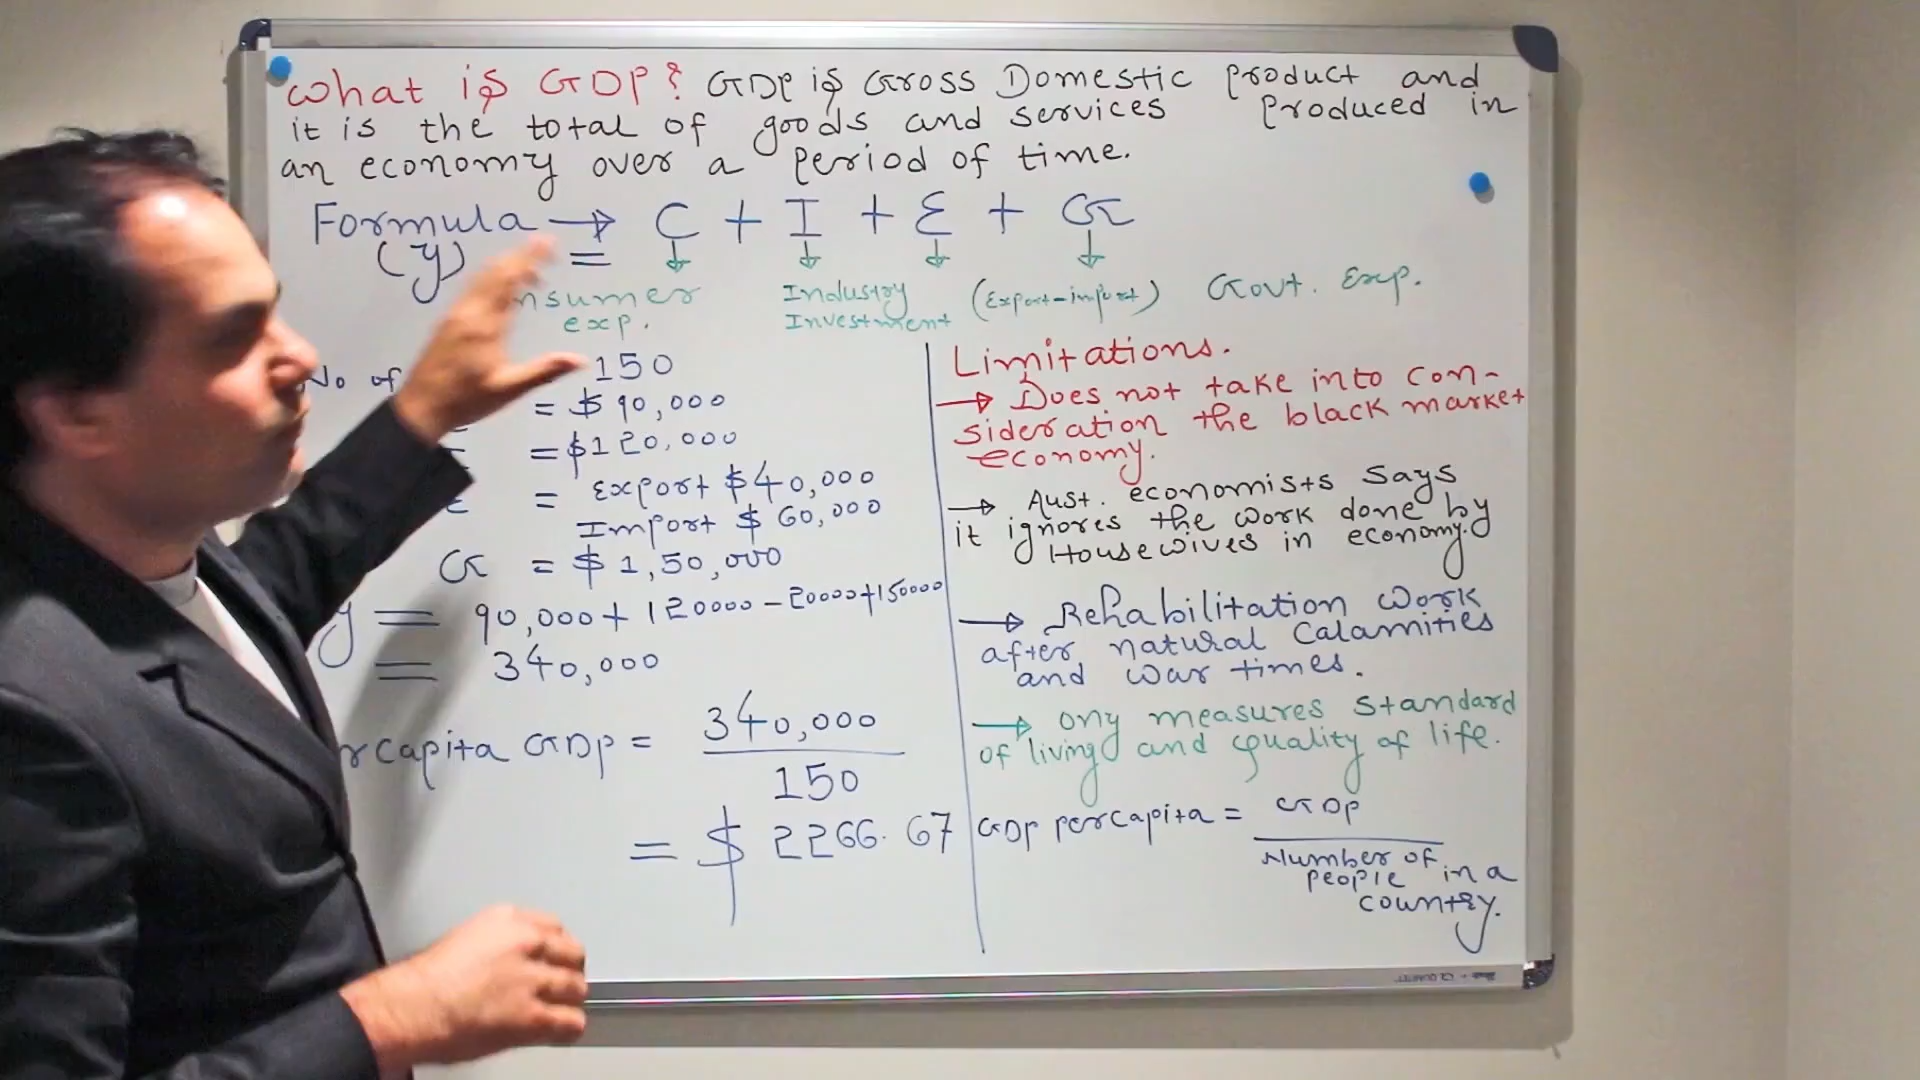 What is GDP? GDP is Gross Domestic product and
it is the total of goods and services produced in
an economy over a period of time.
Formula → C + I + E + G
(y) =
nsumer exp.
Industry Investment
(Export-import)
Govt. Exp.
No of 150
= $ 90,000
= $120,000
E = Export $40,000
Import $ 60,000
G = $ 1,50,000
y = 90,000 + 120000 - 20000 + 150000
= 340,000
r capita GDP = 340,000
150
= $ 2266.67
Limitations.
→ Does not take into con-
sideration the black market
economy.
→ Aust. economists says
it ignores the work done by
Housewives in economy.
→ Rehabilitation work
after natural Calamities
and war times.
→ ony measures standard
of living and quality of life.
GDP per capita = GDP
Number of
people in a
country.